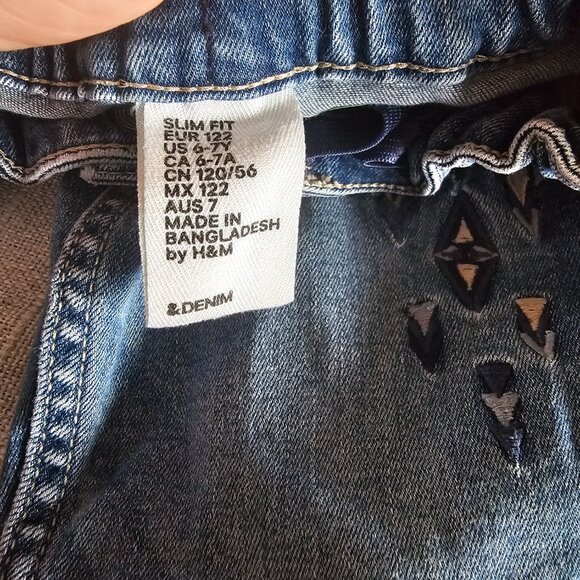 SLIM FIT
EUR 122
US 6-7Y
CA 6-7A
CN 120/56
MX 122
AUS 7
MADE IN
BANGLADESH
by H&M
&DENIM